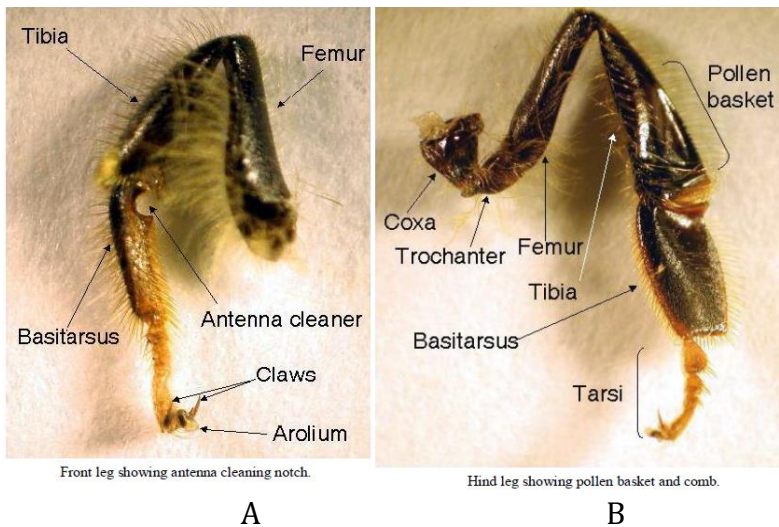 Tibia
Femur
Basitarsus
Antenna cleaner
Claws
Arolium
Front leg showing antenna cleaning notch.
A
Pollen
basket
Coxa
Trochanter
Femur
Tibia
Basitarsus
Tarsi
Hind leg showing pollen basket and comb.
B